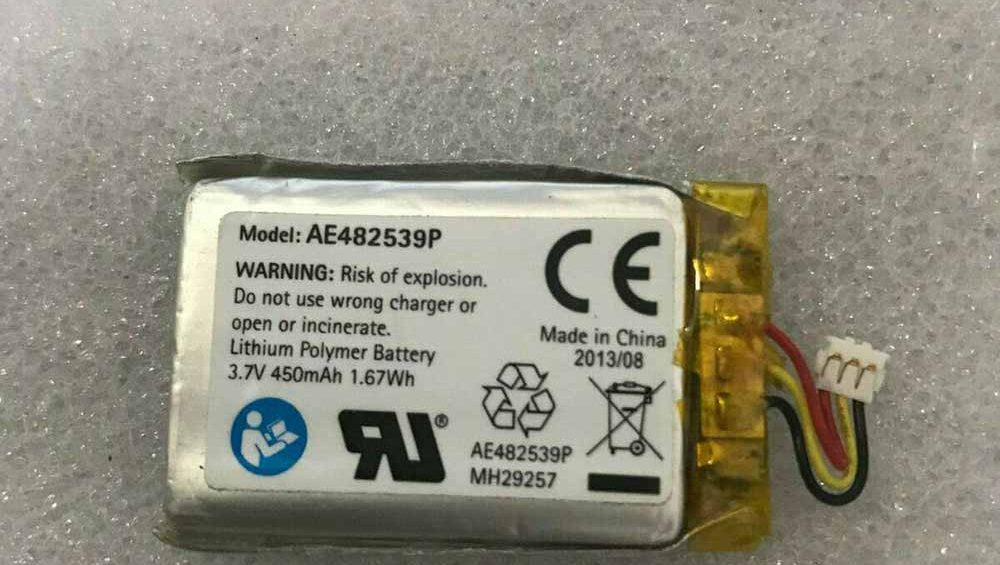 Model: AE482539P
WARNING: Risk of explosion.
Do not use wrong charger or
open or incinerate.
Lithium Polymer Battery
3.7V 450mAh 1.67Wh
CE
Made in China
2013/08
RU®
AE482539P
MH29257